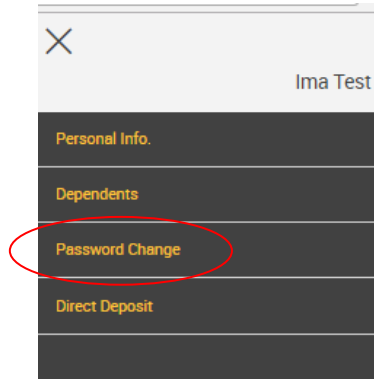 Ima Test
Personal Info.
Dependents
Password Change
Direct Deposit